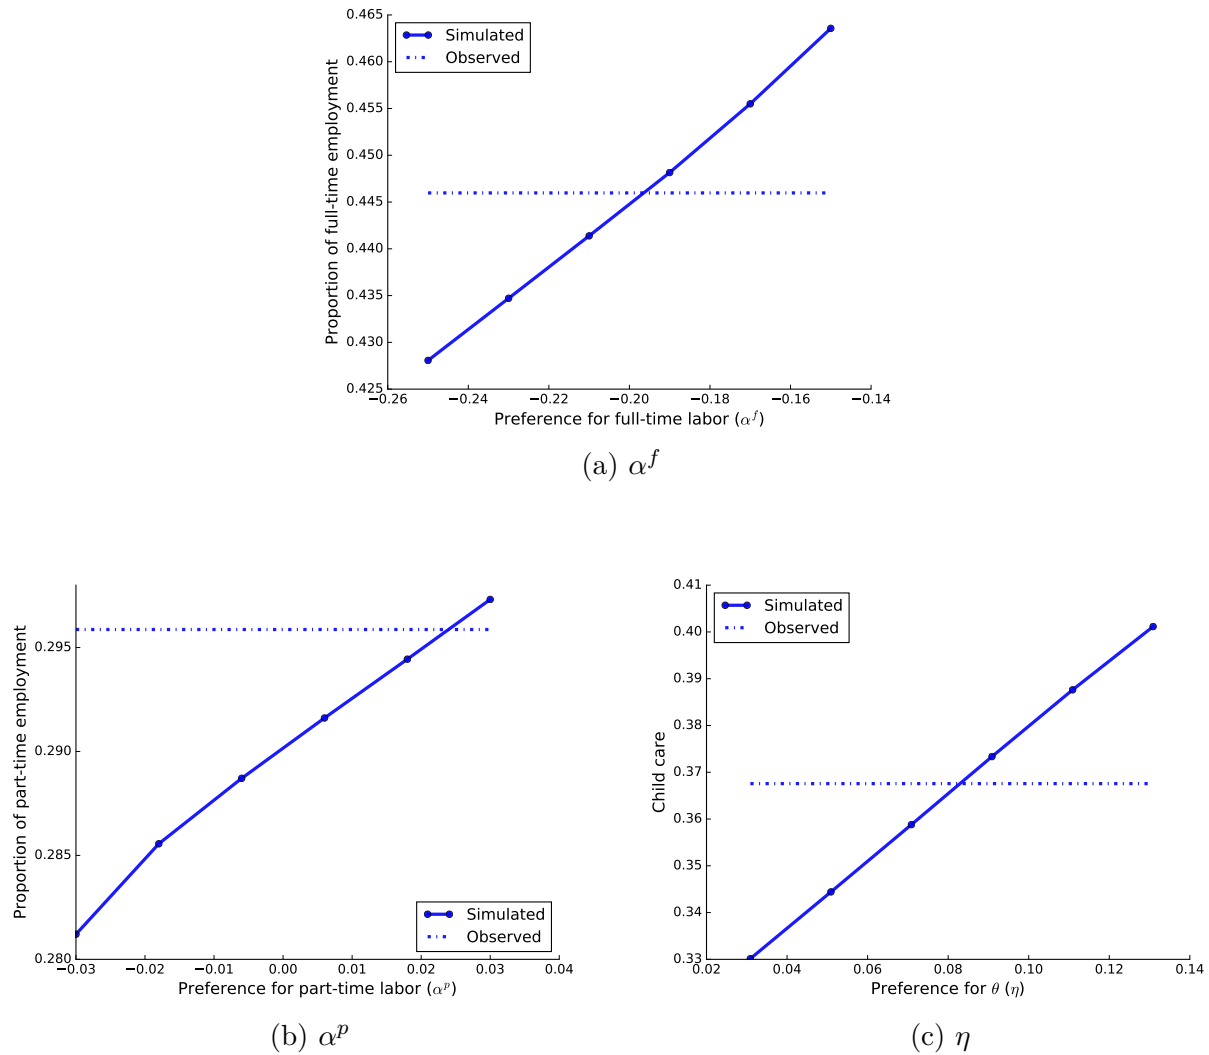 0.465
0.460
0.455
0.450
0.445
0.440
0.435
0.430
0.425
Proportion of full-time employment
Simulated
Observed
−0.26 −0.24 −0.22 −0.20 −0.18 −0.16 −0.14
Preference for full-time labor (α^f)
(a) α^f
0.295
0.290
0.285
0.280
Proportion of part-time employment
Simulated
Observed
−0.03 −0.02 −0.01 0.00 0.01 0.02 0.03 0.04
Preference for part-time labor (α^p)
(b) α^p
0.41
0.40
0.39
0.38
0.37
0.36
0.35
0.34
0.33
Child care
Simulated
Observed
0.02 0.04 0.06 0.08 0.10 0.12 0.14
Preference for θ (η)
(c) η